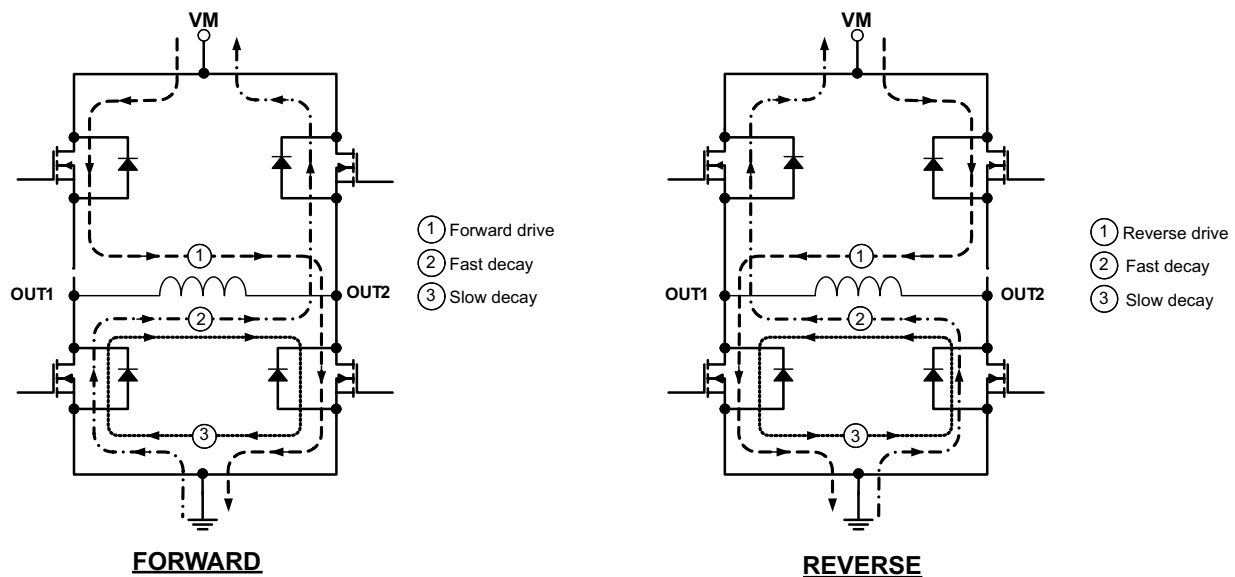 VM
1 Forward drive
2 Fast decay
3 Slow decay
1
OUT1
OUT2
2
3
FORWARD
VM
1 Reverse drive
2 Fast decay
3 Slow decay
1
OUT1
OUT2
2
3
REVERSE